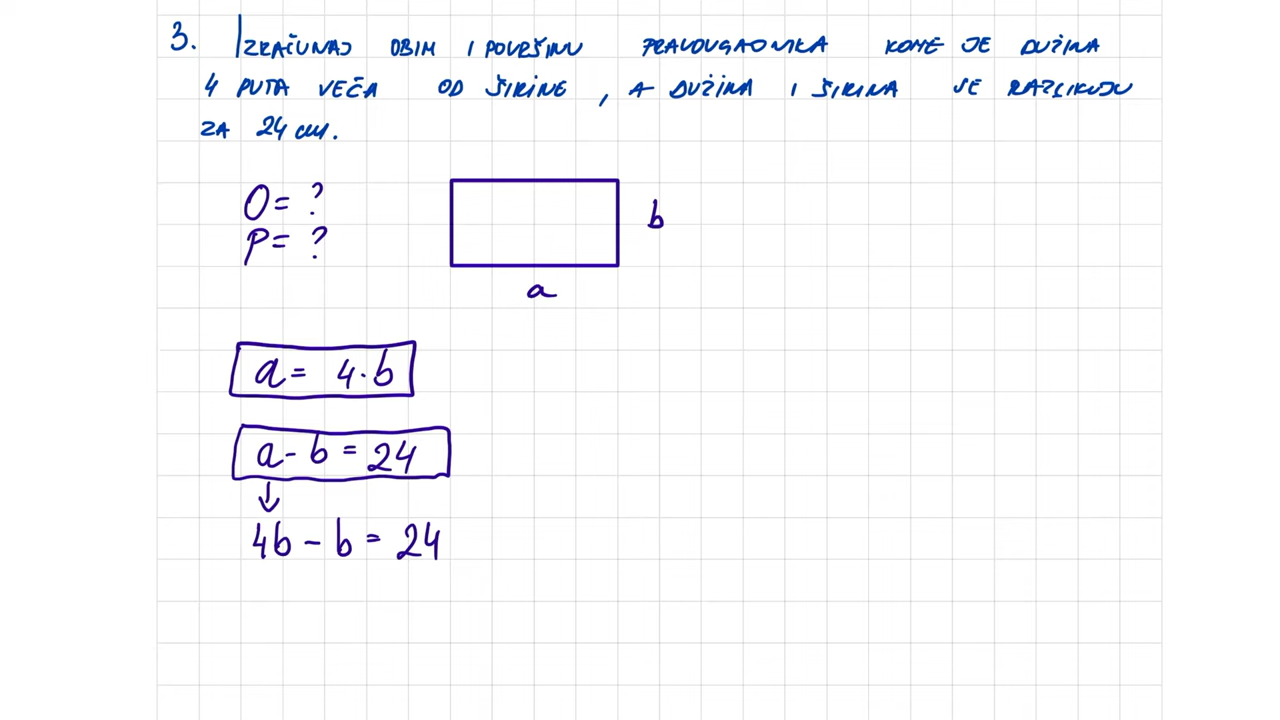 3. IZRAČUNAJ OBIM I POVRŠINU PRAVOUGAONIKA KOME JE DUŽINA
4 PUTA VEČA OD ŠIRINE, A DUŽINA I ŠIRINA SE RAZLIKUJU
ZA 24 cm.
O = ?
P = ?
b
a
a = 4·b
a - b = 24
↓
4b - b = 24